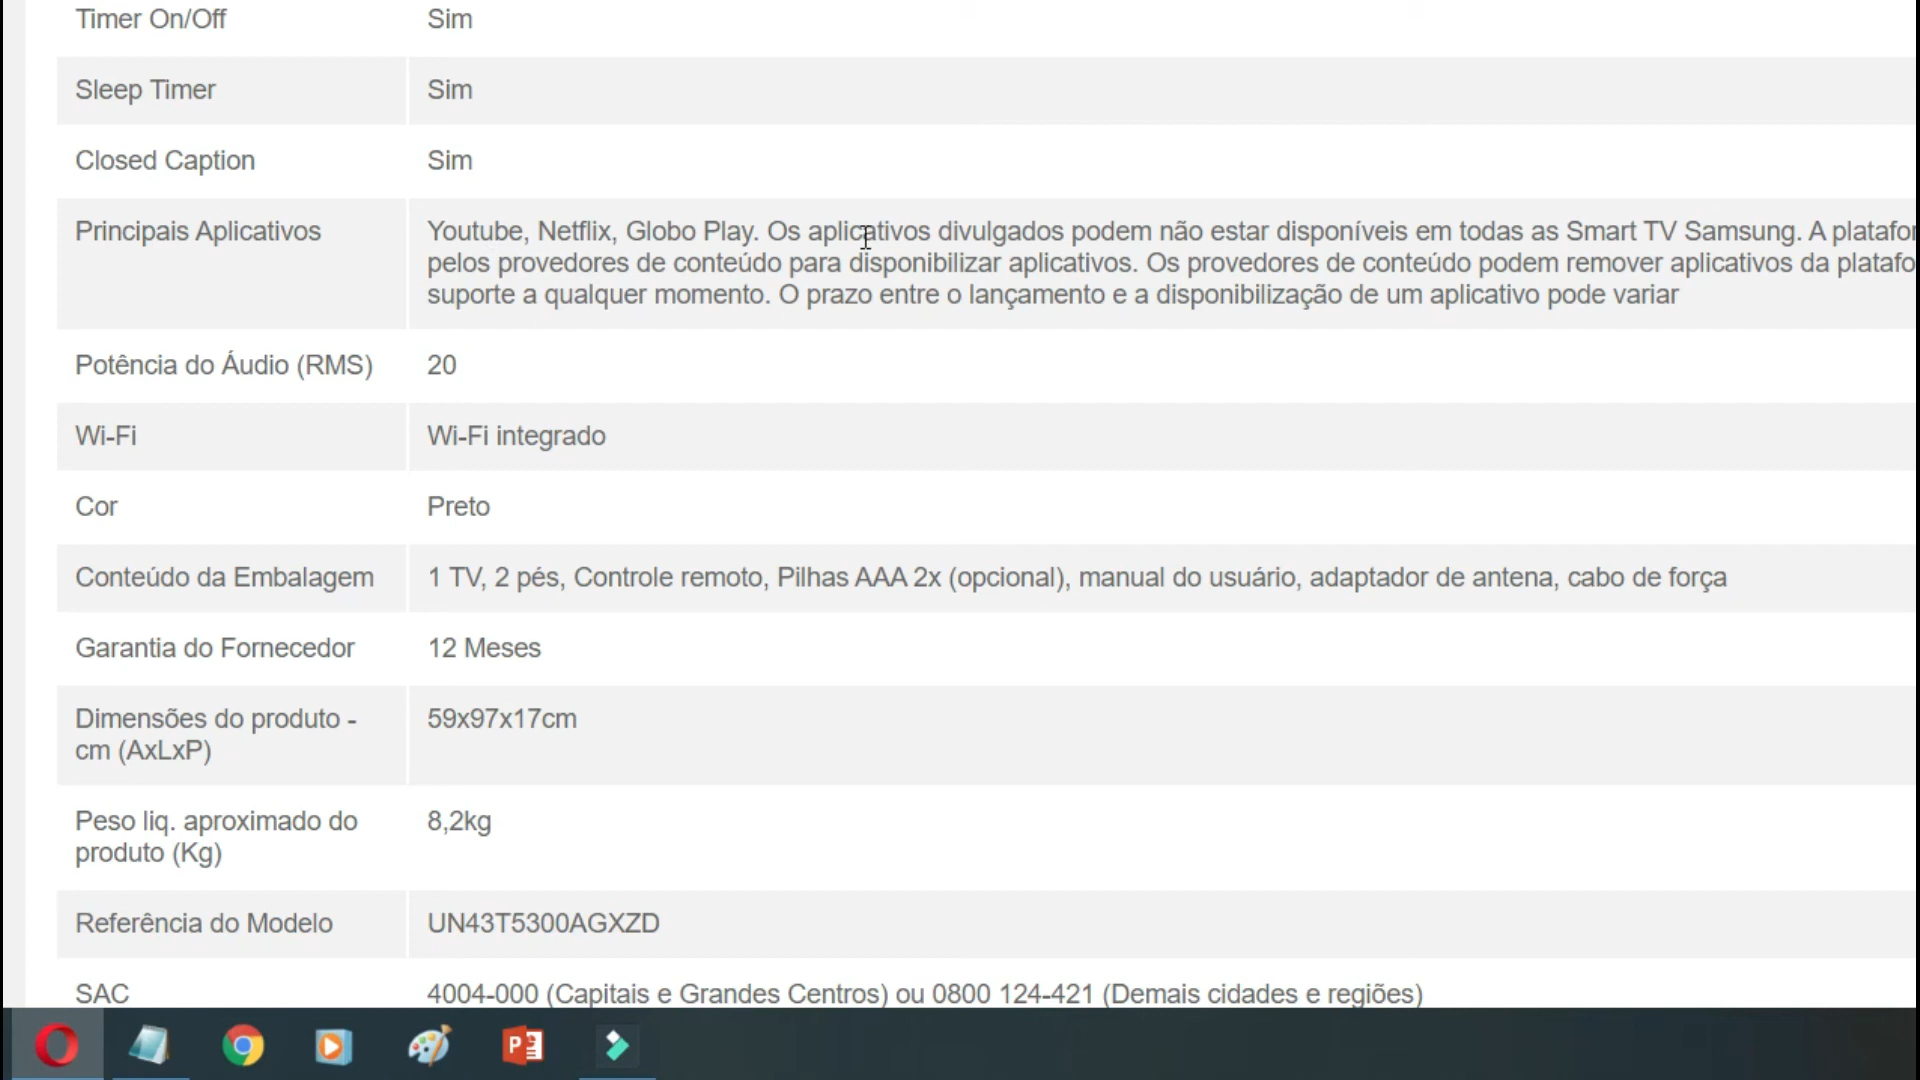 Timer On/Off Sim
Sleep Timer Sim
Closed Caption Sim
Principais Aplicativos Youtube, Netflix, Globo Play. Os aplicativos divulgados podem não estar disponíveis em todas as Smart TV Samsung. A platafor
pelos provedores de conteúdo para disponibilizar aplicativos. Os provedores de conteúdo podem remover aplicativos da platafo
suporte a qualquer momento. O prazo entre o lançamento e a disponibilização de um aplicativo pode variar
Potência do Áudio (RMS) 20
Wi-Fi Wi-Fi integrado
Cor Preto
Conteúdo da Embalagem 1 TV, 2 pés, Controle remoto, Pilhas AAA 2x (opcional), manual do usuário, adaptador de antena, cabo de força
Garantia do Fornecedor 12 Meses
Dimensões do produto - 59x97x17cm
cm (AxLxP)
Peso liq. aproximado do 8,2kg
produto (Kg)
Referência do Modelo UN43T5300AGXZD
SAC 4004-000 (Capitais e Grandes Centros) ou 0800 124-421 (Demais cidades e regiões)